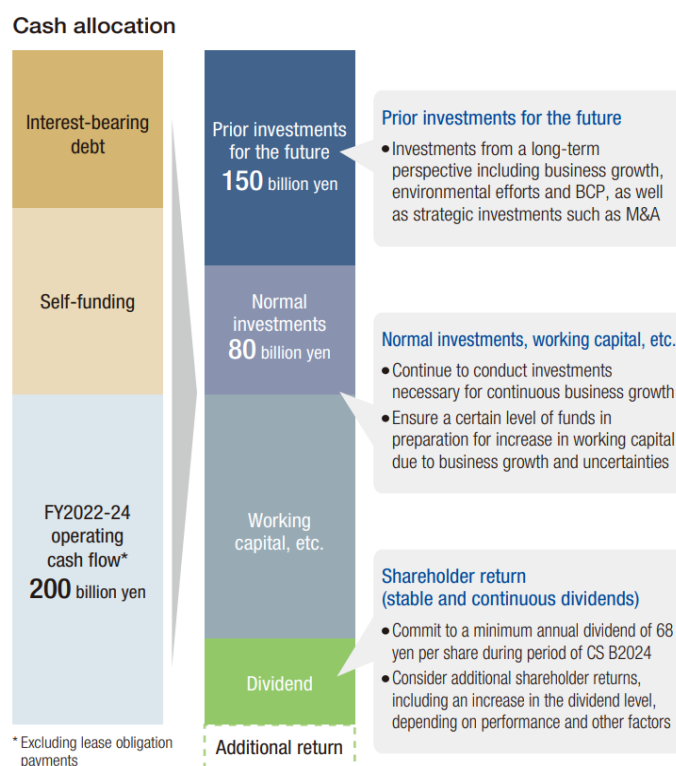 Cash allocation
Interest-bearing
debt
Self-funding
FY2022-24
operating
cash flow*
200 billion yen
* Excluding lease obligation
payments
Prior investments
for the future
150 billion yen
Normal
investments
80 billion yen
Working
capital, etc.
Dividend
Additional return
Prior investments for the future
● Investments from a long-term
perspective including business growth,
environmental efforts and BCP, as well
as strategic investments such as M&A
Normal investments, working capital, etc.
● Continue to conduct investments
necessary for continuous business growth
● Ensure a certain level of funds in
preparation for increase in working capital
due to business growth and uncertainties
Shareholder return
(stable and continuous dividends)
● Commit to a minimum annual dividend of 68
yen per share during period of CS B2024
● Consider additional shareholder returns,
including an increase in the dividend level,
depending on performance and other factors